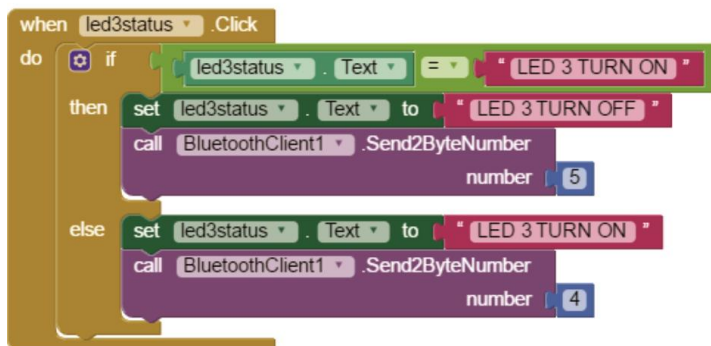 when led3status .Click
do if led3status . Text = " LED 3 TURN ON "
then set led3status . Text to " LED 3 TURN OFF "
call BluetoothClient1 .Send2ByteNumber
number 5
else set led3status . Text to " LED 3 TURN ON "
call BluetoothClient1 .Send2ByteNumber
number 4